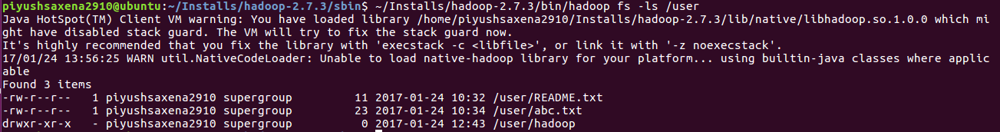 piyushsaxena2910@ubuntu:~/Installs/hadoop-2.7.3/sbin$ ~/Installs/hadoop-2.7.3/bin/hadoop fs -ls /user
Java HotSpot(TM) Client VM warning: You have loaded library /home/piyushsaxena2910/Installs/hadoop-2.7.3/lib/native/libhadoop.so.1.0.0 which mi
ght have disabled stack guard. The VM will try to fix the stack guard now.
It's highly recommended that you fix the library with 'execstack -c <libfile>', or link it with '-z noexecstack'.
17/01/24 13:56:25 WARN util.NativeCodeLoader: Unable to load native-hadoop library for your platform... using builtin-java classes where applic
able
Found 3 items
-rw-r--r--   1 piyushsaxena2910 supergroup         11 2017-01-24 10:32 /user/README.txt
-rw-r--r--   1 piyushsaxena2910 supergroup         23 2017-01-24 10:34 /user/abc.txt
drwxr-xr-x   - piyushsaxena2910 supergroup          0 2017-01-24 12:43 /user/hadoop